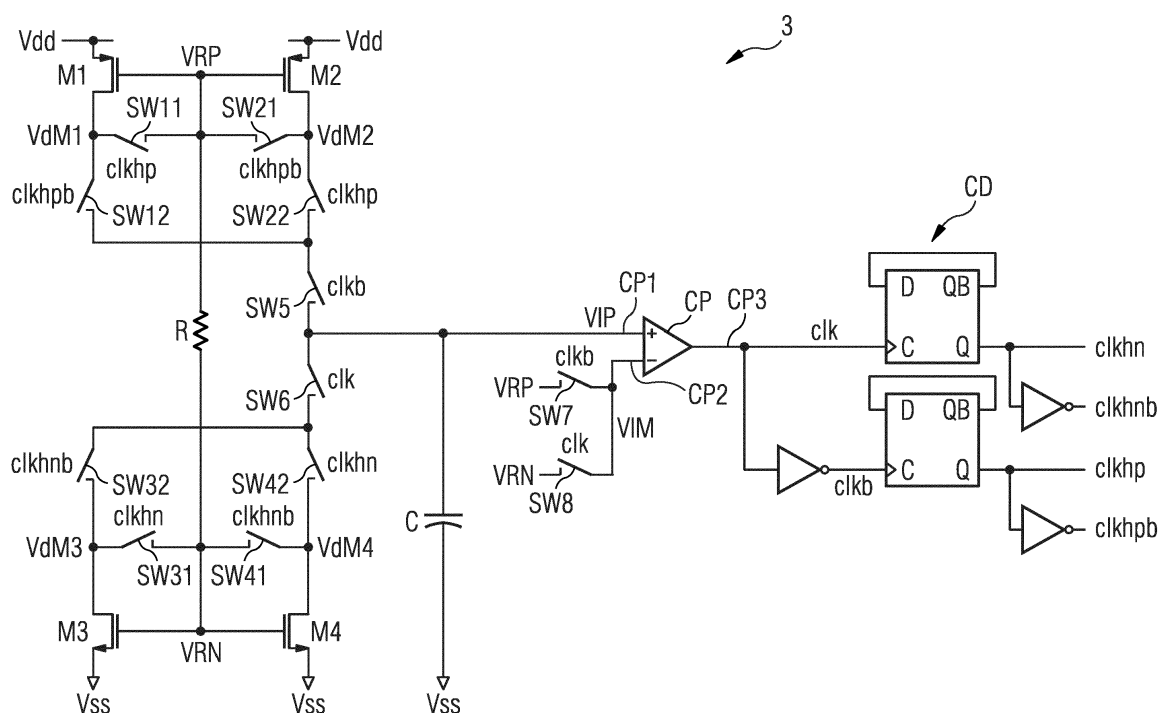 3
Vdd
Vdd
VRP
M1
M2
SW11
SW21
VdM1
VdM2
clkhp
clkhpb
clkhpb
clkhp
SW12
SW22
CD
clkb
SW5
CP1
CP
CP3
D
QB
VIP
R
clk
C
Q
clkhn
clkb
CP2
clk
VRP
SW6
SW7
D
QB
clkhnb
clk
VIM
clkhnb
clkhn
VRN
C
Q
clkhp
SW32
SW42
SW8
clkb
clkhn
clkhnb
C
clkhpb
VdM3
VdM4
SW31
SW41
M3
M4
VRN
Vss
Vss
Vss